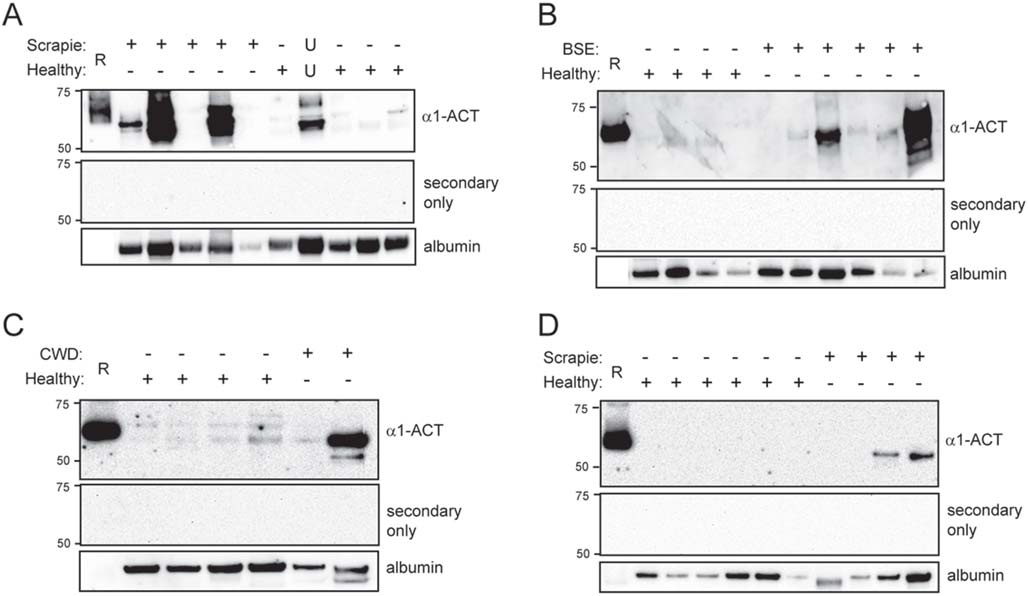 A
Scrapie: + + + + + - U - - -
Healthy: R - - - - - + U + + +
75
α1-ACT
50
75
secondary
only
50
albumin
B
BSE: - - - - + + + + + +
Healthy: R + + + + - - - - - -
75
α1-ACT
50
75
secondary
only
50
albumin
C
CWD: - - - - + +
Healthy: R + + + + - -
75
α1-ACT
50
75
secondary
only
50
albumin
D
Scrapie: - - - - - - + + + +
Healthy: R + + + + + + - - - -
75
α1-ACT
50
75
secondary
only
50
albumin